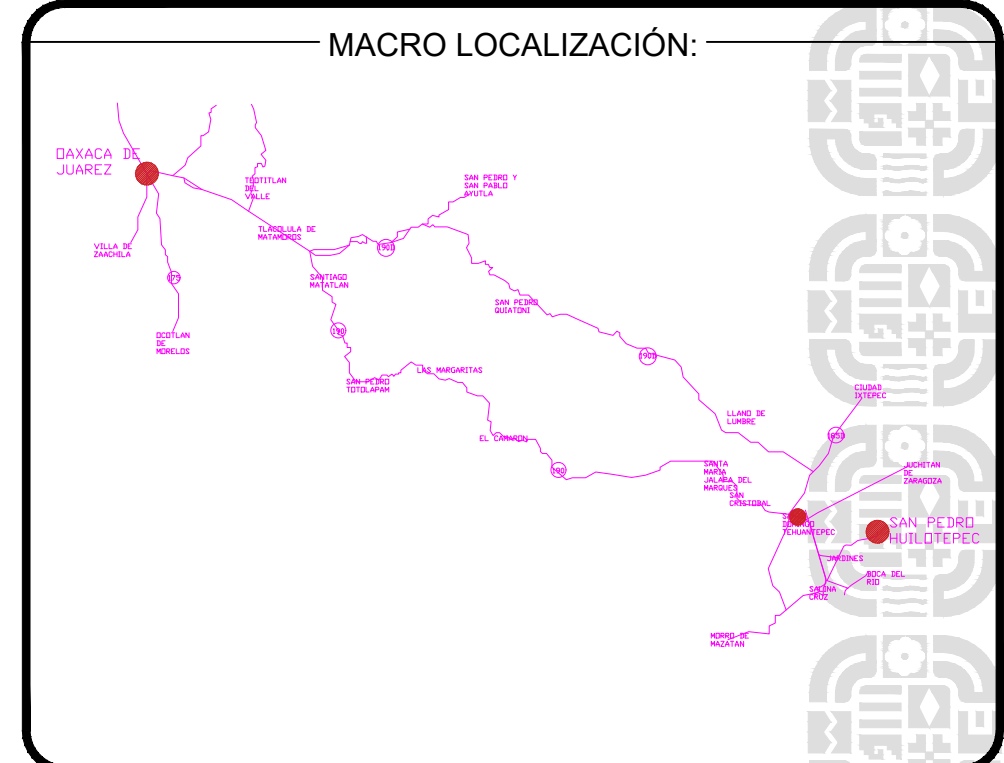 MACRO LOCALIZACIÓN:
OAXACA DE
JUAREZ
TEOTITLAN
DEL
VALLE
SAN PEDRO Y
SAN PABLO
AYUTLA
TLACOLULA DE
MATAMOROS
190D
VILLA DE
ZAACHILA
175
SANTIAGO
MATATLAN
SAN PEDRO
QUIATONI
OCOTLAN
DE
MORELOS
190
190D
LAS MARGARITAS
SAN PEDRO
TOTOLAPAM
CIUDAD
IXTEPEC
LLANO DE
LUMBRE
185D
EL CAMARON
190
SANTA
MARIA
JALAPA DEL
MARQUES
JUCHITAN
DE
ZARAGOZA
SAN
CRISTOBAL
TEHUANTEPEC
SAN PEDRO
HUILOTEPEC
JARDINES
BOCA DEL
RIO
SALINA
CRUZ
MORRO DE
MAZATAN